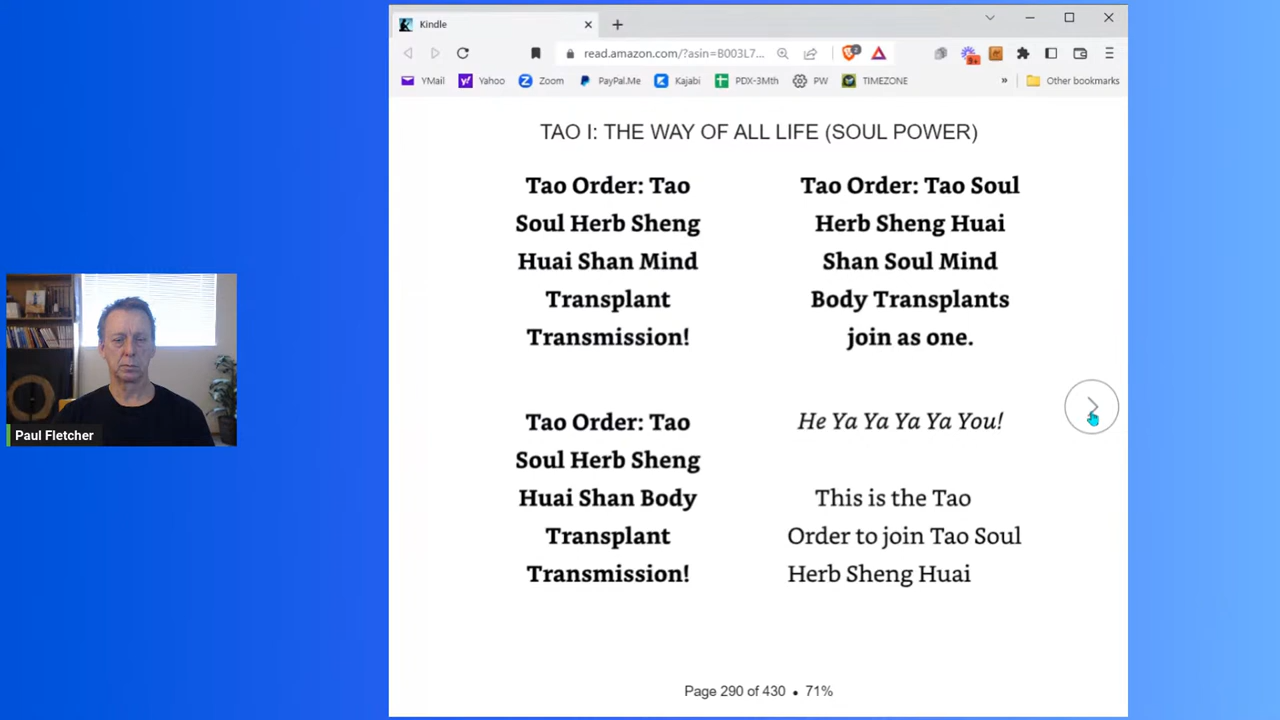 Kindle
read.amazon.com/?asin=B003L7...
2
9+
YMail Yahoo Zoom PayPal.Me Kajabi PDX-3Mth PW TIMEZONE » Other bookmarks
TAO I: THE WAY OF ALL LIFE (SOUL POWER)
Tao Order: Tao
Soul Herb Sheng
Huai Shan Mind
Transplant
Transmission!
Tao Order: Tao
Soul Herb Sheng
Huai Shan Body
Transplant
Transmission!
Tao Order: Tao Soul
Herb Sheng Huai
Shan Soul Mind
Body Transplants
join as one.
He Ya Ya Ya Ya You!
This is the Tao
Order to join Tao Soul
Herb Sheng Huai
Page 290 of 430 • 71%
Paul Fletcher